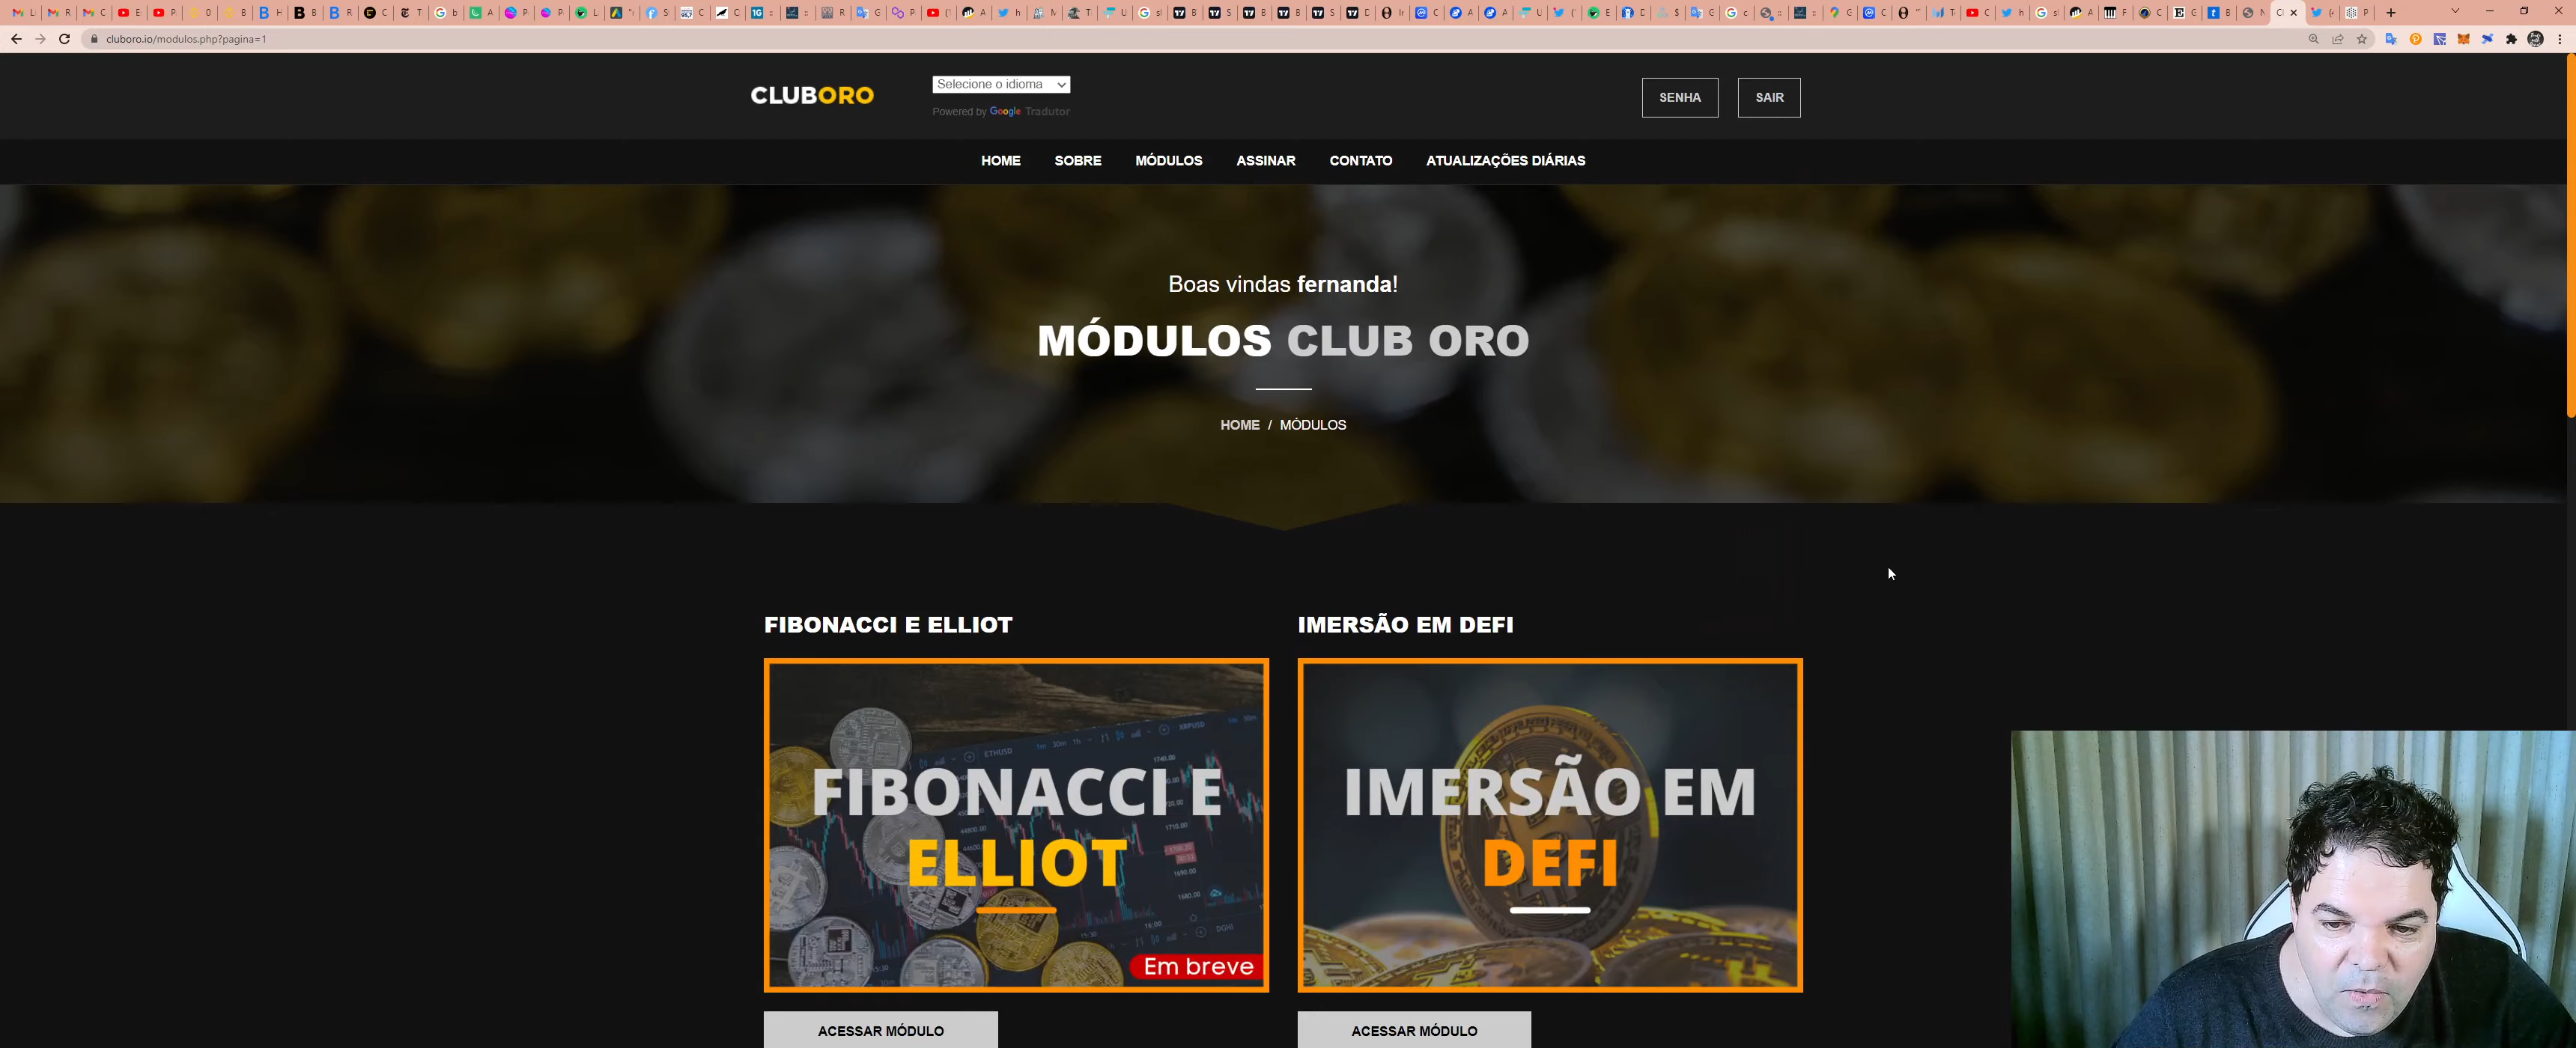 cluboro.io/modulos.php?pagina=1
CLUBORO
Selecione o idioma
Powered by Google Tradutor
SENHA
SAIR
HOME SOBRE MÓDULOS ASSINAR CONTATO ATUALIZAÇÕES DIÁRIAS
Boas vindas fernanda!
MÓDULOS CLUB ORO
HOME / MÓDULOS
FIBONACCI E ELLIOT
IMERSÃO EM DEFI
FIBONACCI E
ELLIOT
Em breve
IMERSÃO EM
DEFI
ACESSAR MÓDULO
ACESSAR MÓDULO